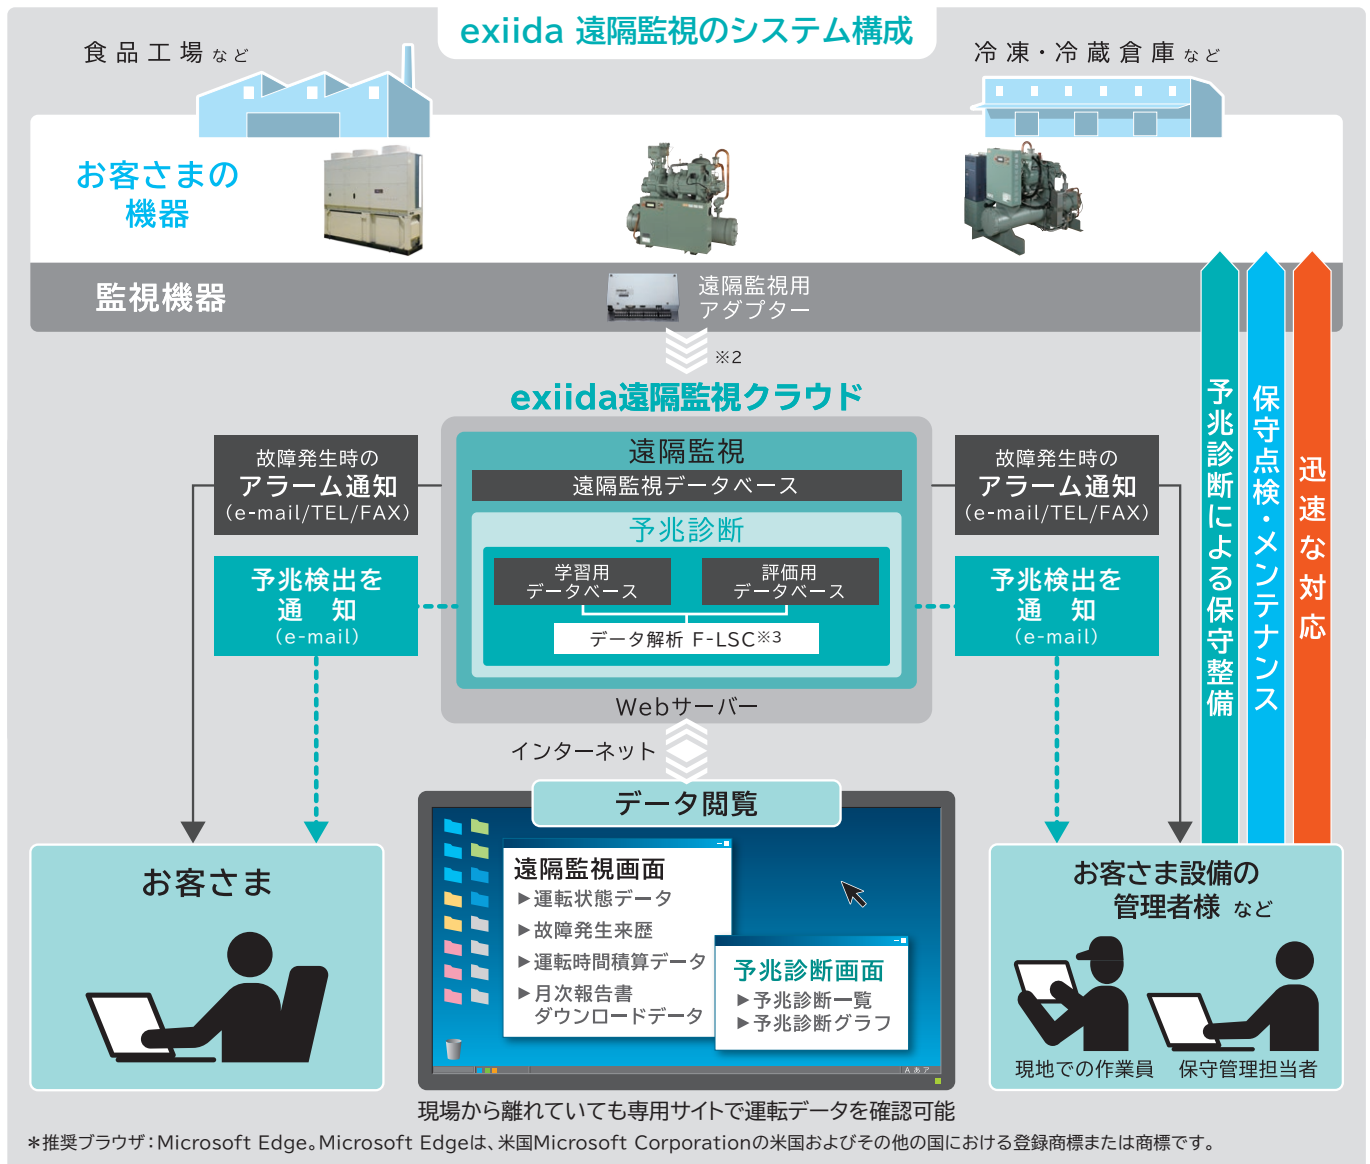 exiida 遠隔監視のシステム構成
食品工場 など
冷凍・冷蔵倉庫 など
お客さまの
機器
監視機器
遠隔監視用
アダプター
※2
exiida遠隔監視クラウド
故障発生時の
アラーム通知
(e-mail/TEL/FAX)
予兆検出を
通 知
(e-mail)
遠隔監視
遠隔監視データベース
予兆診断
学習用
データベース
評価用
データベース
データ解析 F-LSC※3
Webサーバー
故障発生時の
アラーム通知
(e-mail/TEL/FAX)
予兆検出を
通 知
(e-mail)
予兆診断による保守整備
保守点検・メンテナンス
迅速な対応
インターネット
データ閲覧
遠隔監視画面
▶運転状態データ
▶故障発生来歴
▶運転時間積算データ
▶月次報告書
ダウンロードデータ
予兆診断画面
▶予兆診断一覧
▶予兆診断グラフ
A あ ア
お客さま
お客さま設備の
管理者様 など
現地での作業員
保守管理担当者
現場から離れていても専用サイトで運転データを確認可能
＊推奨ブラウザ：Microsoft Edge。Microsoft Edgeは、米国Microsoft Corporationの米国およびその他の国における登録商標または商標です。